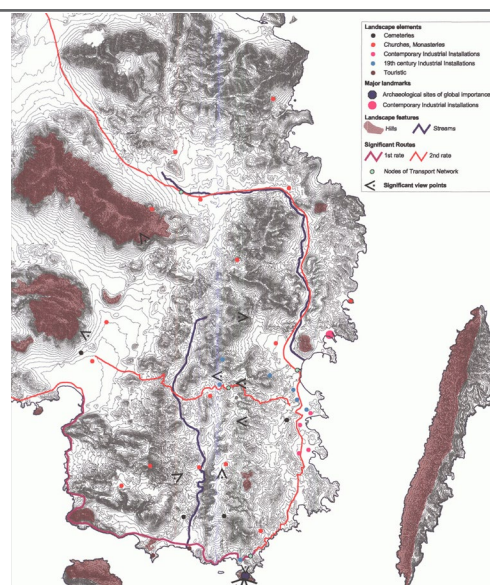 Landscape elements
Cemeteries
Churches, Monasteries
Contemporary Industrial Installations
19th century Industrial Installations
Touristic
Major landmarks
Archaeological sites of global importance
Contemporary Industrial Installations
Landscape features
Hills Streams
Significant Routes
1st rate 2nd rate
Nodes of Transport Network
Significant view points